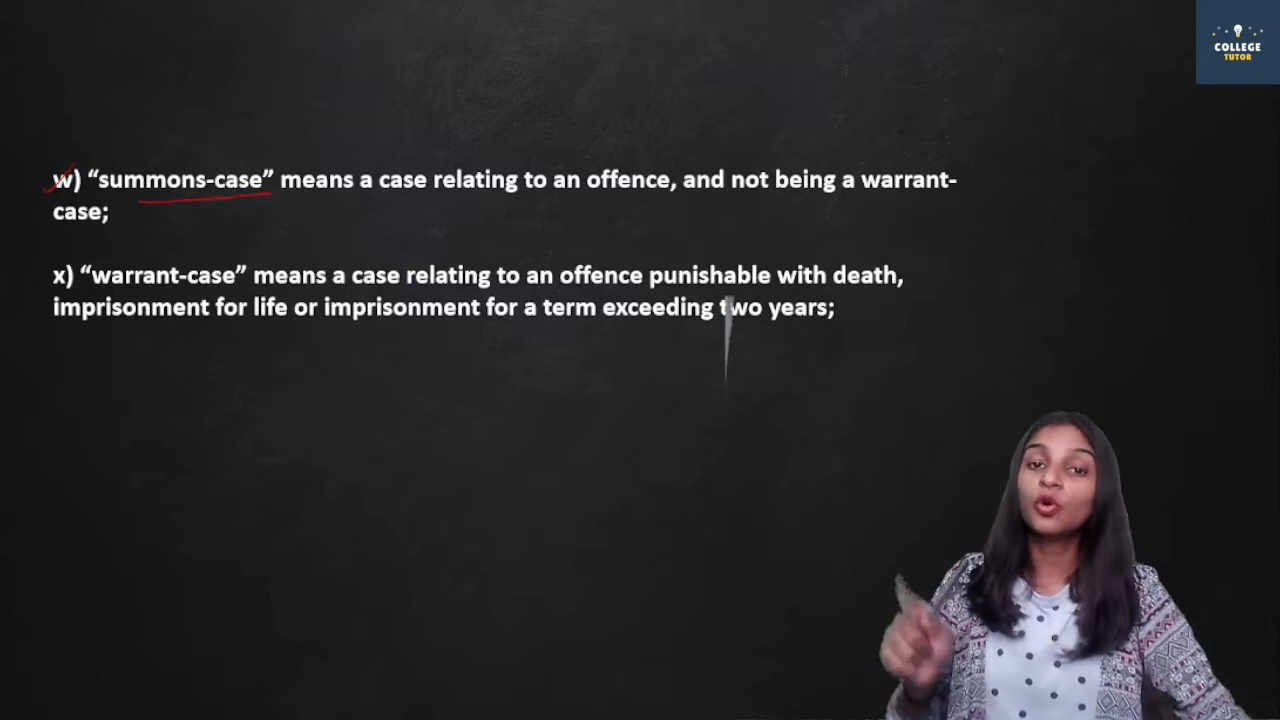 COLLEGE
TUTOR
w) “summons-case” means a case relating to an offence, and not being a warrant-
case;
x) “warrant-case” means a case relating to an offence punishable with death,
imprisonment for life or imprisonment for a term exceeding two years;